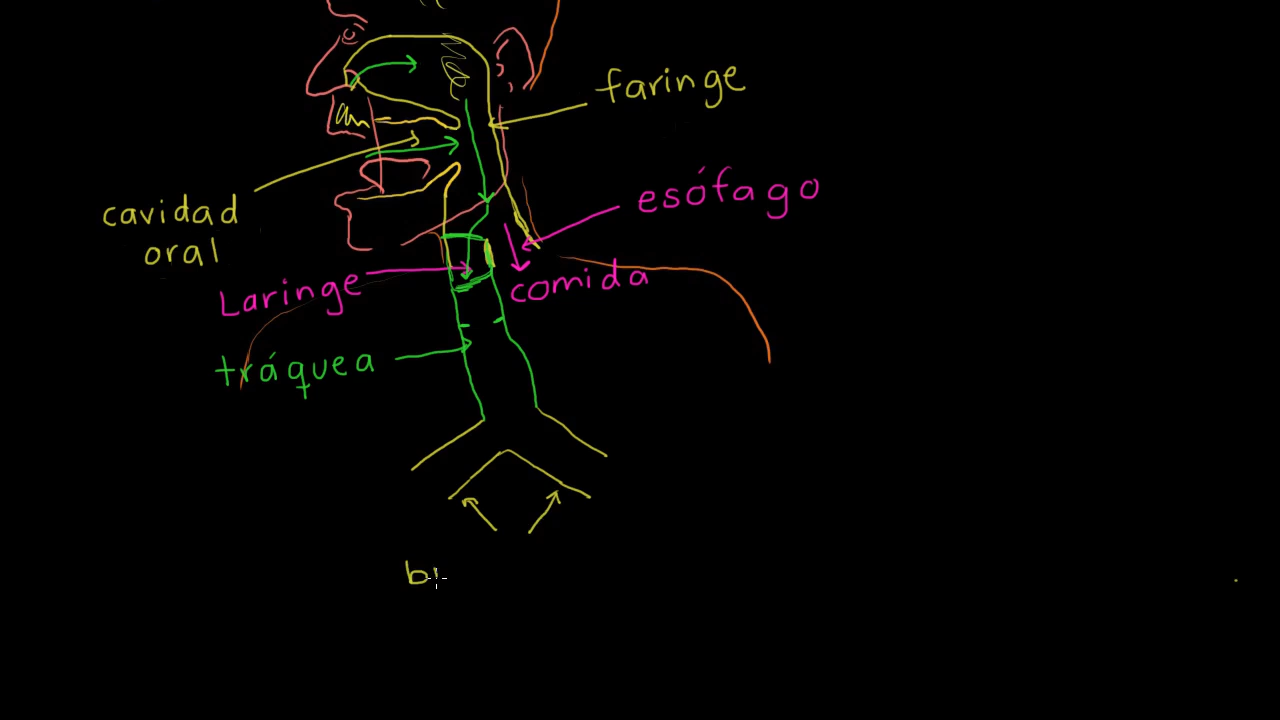 faringe
cavidad
oral
esófago
Laringe
comida
tráquea